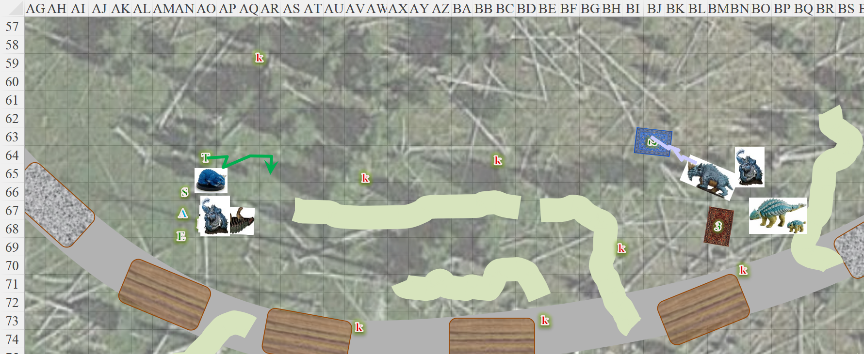 AG AH AI AJ AK AL AM AN AO AP AQ AR AS AT AU AV AW AX AY AZ BA BB BC BD BE BF BG BH BI BJ BK BL BM BN BO BP BQ BR BS
57
58
k
59
60
61
62
63
64 T k
65 k
66 S
67 A
68 E 3
69 k
70 k
71
72
73 k k
74